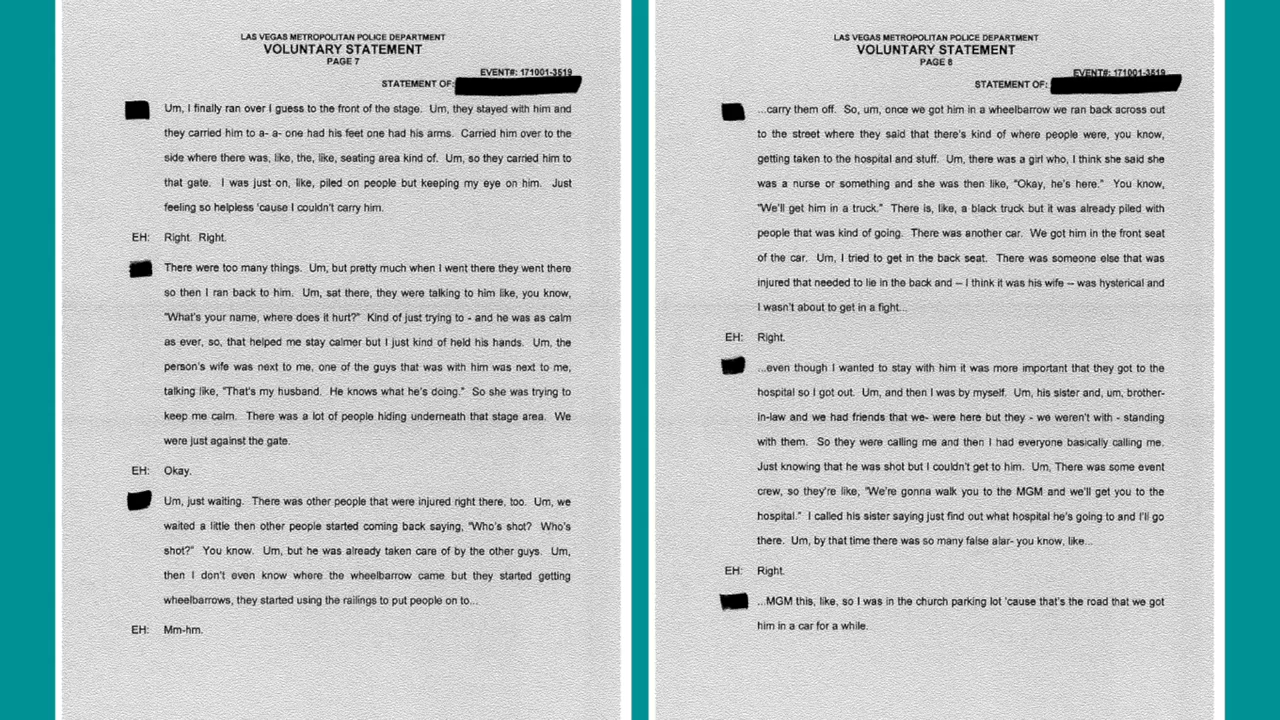 LAS VEGAS METROPOLITAN POLICE DEPARTMENT
VOLUNTARY STATEMENT
PAGE 7
EVENT#: 171001-3519
STATEMENT OF:
Um, I finally ran over I guess to the front of the stage. Um, they stayed with him and
they carried him to a- a- one had his feet one had his arms. Carried him over to the
side where there was, like, the, like, seating area kind of. Um, so they carried him to
that gate. I was just on, like, piled on people but keeping my eye on him. Just
feeling so helpless 'cause I couldn't carry him.
EH: Right. Right.
There were too many things. Um, but pretty much when I went there they went there
so then I ran back to him. Um, sat there, they were talking to him like, you know,
"What's your name, where does it hurt?" Kind of just trying to - and he was as calm
as ever, so, that helped me stay calmer but I just kind of held his hands. Um, the
person's wife was next to me, one of the guys that was with him was next to me,
talking like, "That's my husband. He knows what he's doing." So she was trying to
keep me calm. There was a lot of people hiding underneath that stage area. We
were just against the gate.
EH: Okay.
Um, just waiting. There was other people that were injured right there, too. Um, we
waited a little then other people started coming back saying, "Who's shot? Who's
shot?" You know. Um, but he was already taken care of by the other guys. Um,
then I don't even know where the wheelbarrow came but they started getting
wheelbarrows, they started using the railings to put people on to...
EH: Mm-hm.
LAS VEGAS METROPOLITAN POLICE DEPARTMENT
VOLUNTARY STATEMENT
PAGE 8
EVENT#: 171001-3519
STATEMENT OF:
...carry them off. So, um, once we got him in a wheelbarrow we ran back across out
to the street where they said that there's kind of where people were, you know,
getting taken to the hospital and stuff. Um, there was a girl who, I think she said she
was a nurse or something and she was then like, "Okay, he's here." You know,
"We'll get him in a truck." There is, like, a black truck but it was already piled with
people that was kind of going. There was another car. We got him in the front seat
of the car. Um, I tried to get in the back seat. There was someone else that was
injured that needed to lie in the back and -- I think it was his wife -- was hysterical and
I wasn't about to get in a fight...
EH: Right.
...even though I wanted to stay with him it was more important that they got to the
hospital so I got out. Um, and then I was by myself. Um, his sister and, um, brother-
in-law and we had friends that we- were here but they - we weren't with - standing
with them. So they were calling me and then I had everyone basically calling me.
Just knowing that he was shot but I couldn't get to him. Um, There was some event
crew, so they're like, "We're gonna walk you to the MGM and we'll get you to the
hospital." I called his sister saying just find out what hospital he's going to and I'll go
there. Um, by that time there was so many false alar- you know, like...
EH: Right.
...MGM this, like, so I was in the church parking lot 'cause that's the road that we got
him in a car for a while.